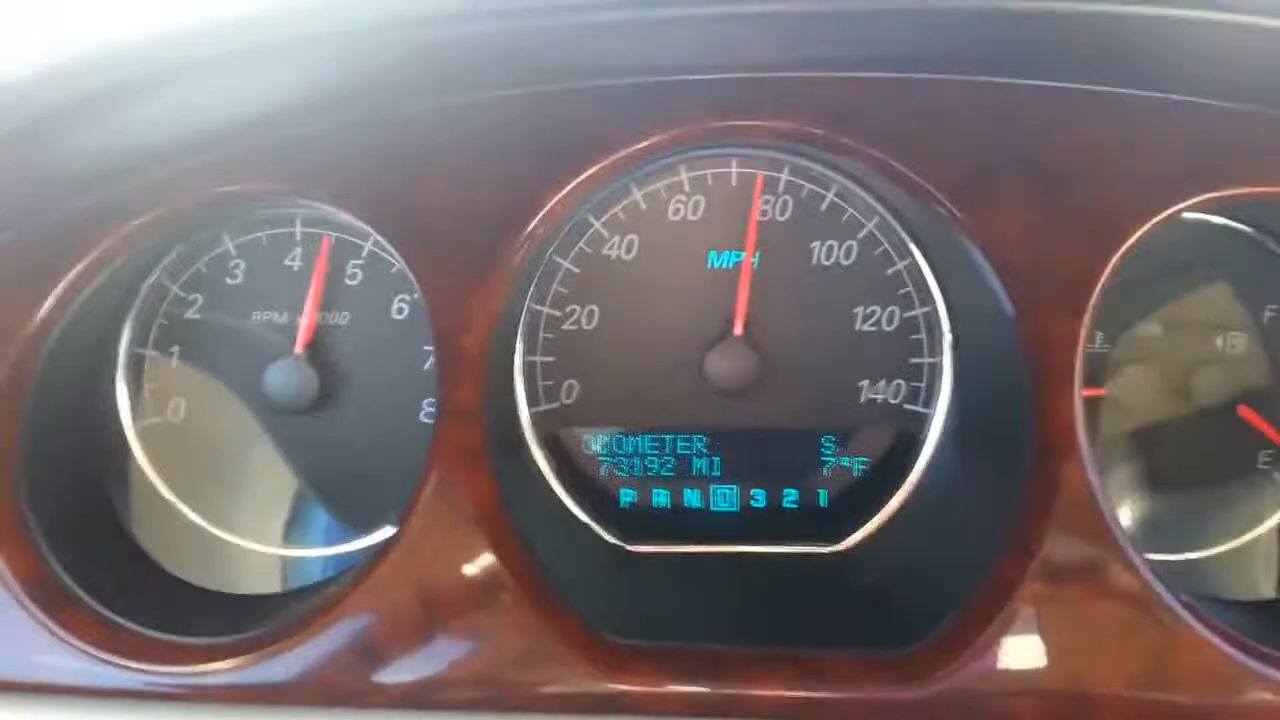 0 1 2 3 4 5 6 7 8
RPM x1000
0 20 40 60 80 100 120 140
MPH
ODOMETER S
73192 MI 7°F
P R N D 3 2 1
F
E